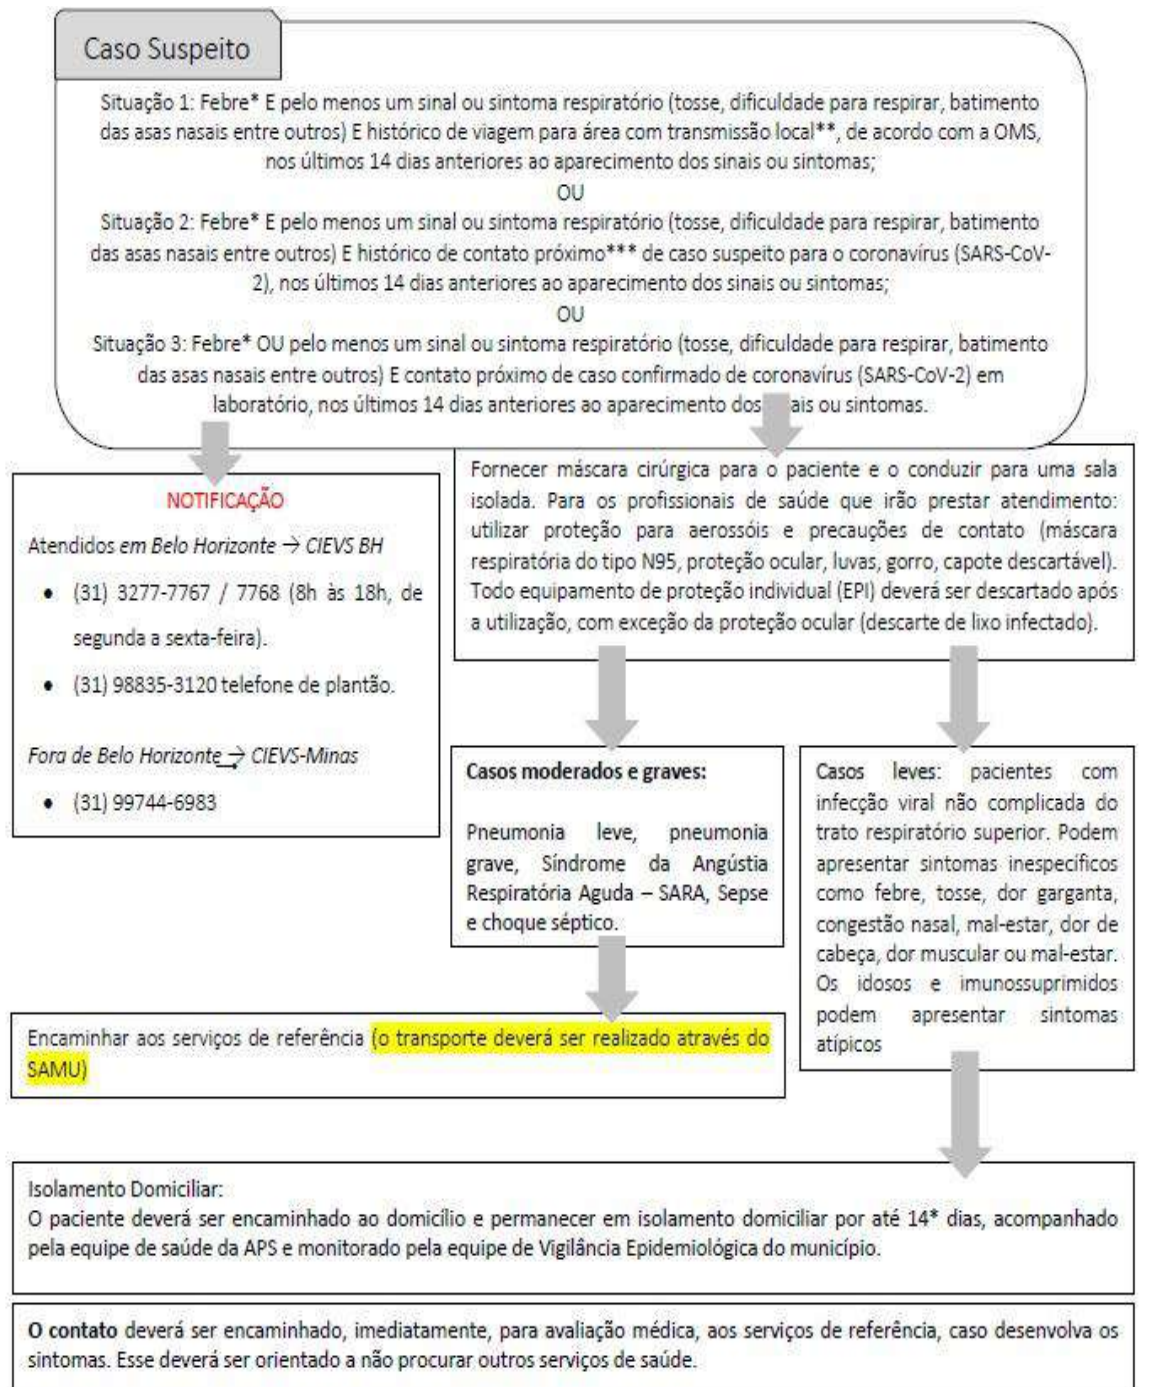 Caso Suspeito
Situação 1: Febre* E pelo menos um sinal ou sintoma respiratório (tosse, dificuldade para respirar, batimento
das asas nasais entre outros) E histórico de viagem para área com transmissão local**, de acordo com a OMS,
nos últimos 14 dias anteriores ao aparecimento dos sinais ou sintomas;
OU
Situação 2: Febre* E pelo menos um sinal ou sintoma respiratório (tosse, dificuldade para respirar, batimento
das asas nasais entre outros) E histórico de contato próximo*** de caso suspeito para o coronavírus (SARS-CoV-
2), nos últimos 14 dias anteriores ao aparecimento dos sinais ou sintomas;
OU
Situação 3: Febre* OU pelo menos um sinal ou sintoma respiratório (tosse, dificuldade para respirar, batimento
das asas nasais entre outros) E contato próximo de caso confirmado de coronavírus (SARS-CoV-2) em
laboratório, nos últimos 14 dias anteriores ao aparecimento dos ais ou sintomas.
NOTIFICAÇÃO
Atendidos em Belo Horizonte → CIEVS BH
• (31) 3277-7767 / 7768 (8h às 18h, de
segunda a sexta-feira).
• (31) 98835-3120 telefone de plantão.
Fora de Belo Horizonte → CIEVS-Minas
• (31) 99744-6983
Fornecer máscara cirúrgica para o paciente e o conduzir para uma sala
isolada. Para os profissionais de saúde que irão prestar atendimento:
utilizar proteção para aerossóis e precauções de contato (máscara
respiratória do tipo N95, proteção ocular, luvas, gorro, capote descartável).
Todo equipamento de proteção individual (EPI) deverá ser descartado após
a utilização, com exceção da proteção ocular (descarte de lixo infectado).
Casos moderados e graves:
Pneumonia leve, pneumonia
grave, Síndrome da Angústia
Respiratória Aguda – SARA, Sepse
e choque séptico.
Casos leves: pacientes com
infecção viral não complicada do
trato respiratório superior. Podem
apresentar sintomas inespecíficos
como febre, tosse, dor garganta,
congestão nasal, mal-estar, dor de
cabeça, dor muscular ou mal-estar.
Os idosos e imunossuprimidos
podem apresentar sintomas
atípicos
Encaminhar aos serviços de referência (o transporte deverá ser realizado através do
SAMU)
Isolamento Domiciliar:
O paciente deverá ser encaminhado ao domicílio e permanecer em isolamento domiciliar por até 14* dias, acompanhado
pela equipe de saúde da APS e monitorado pela equipe de Vigilância Epidemiológica do município.
O contato deverá ser encaminhado, imediatamente, para avaliação médica, aos serviços de referência, caso desenvolva os
sintomas. Esse deverá ser orientado a não procurar outros serviços de saúde.